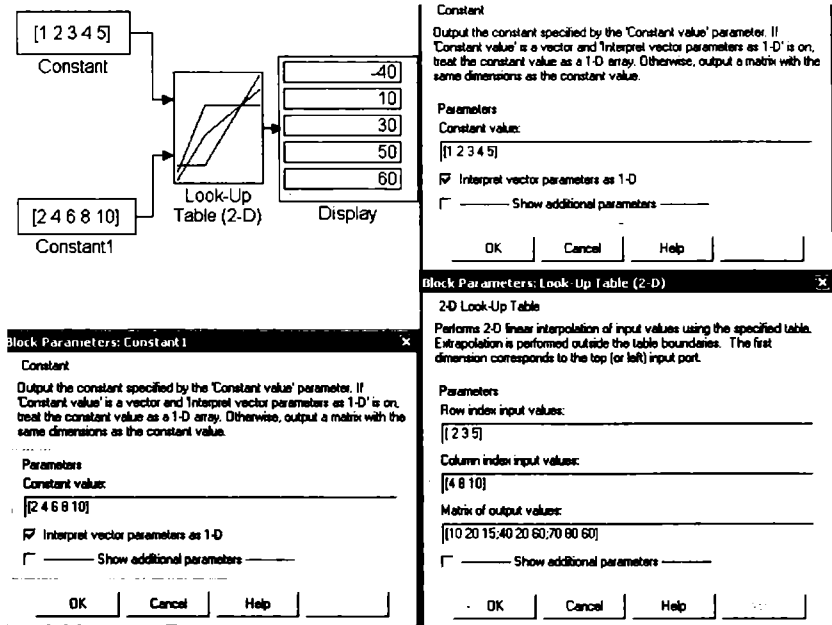 [1 2 3 4 5]
Constant
[2 4 6 8 10]
Constant1
Look-Up
Table (2-D)
-40
10
30
50
60
Display
Constant
Output the constant specified by the 'Constant value' parameter. If
'Constant value' is a vector and 'Interpret vector parameters as 1-D' is on,
treat the constant value as a 1-D array. Otherwise, output a matrix with the
same dimensions as the constant value.
Parameters
Constant value:
[1 2 3 4 5]
Interpret vector parameters as 1-D
Show additional parameters
OK Cancel Help
Block Parameters: Constant1 x
Constant
Output the constant specified by the 'Constant value' parameter. If
'Constant value' is a vector and 'Interpret vector parameters as 1-D' is on,
treat the constant value as a 1-D array. Otherwise, output a matrix with the
same dimensions as the constant value.
Parameters
Constant value:
[2 4 6 8 10]
Interpret vector parameters as 1-D
Show additional parameters
OK Cancel Help
Block Parameters: Look-Up Table (2-D) x
2-D Look-Up Table
Performs 2-D linear interpolation of input values using the specified table.
Extrapolation is performed outside the table boundaries. The first
dimension corresponds to the top (or left) input port.
Parameters
Row index input values:
[ 2 3 5]
Column index input values:
[4 8 10]
Matrix of output values:
[10 20 15;40 20 60;70 80 60]
Show additional parameters
OK Cancel Help